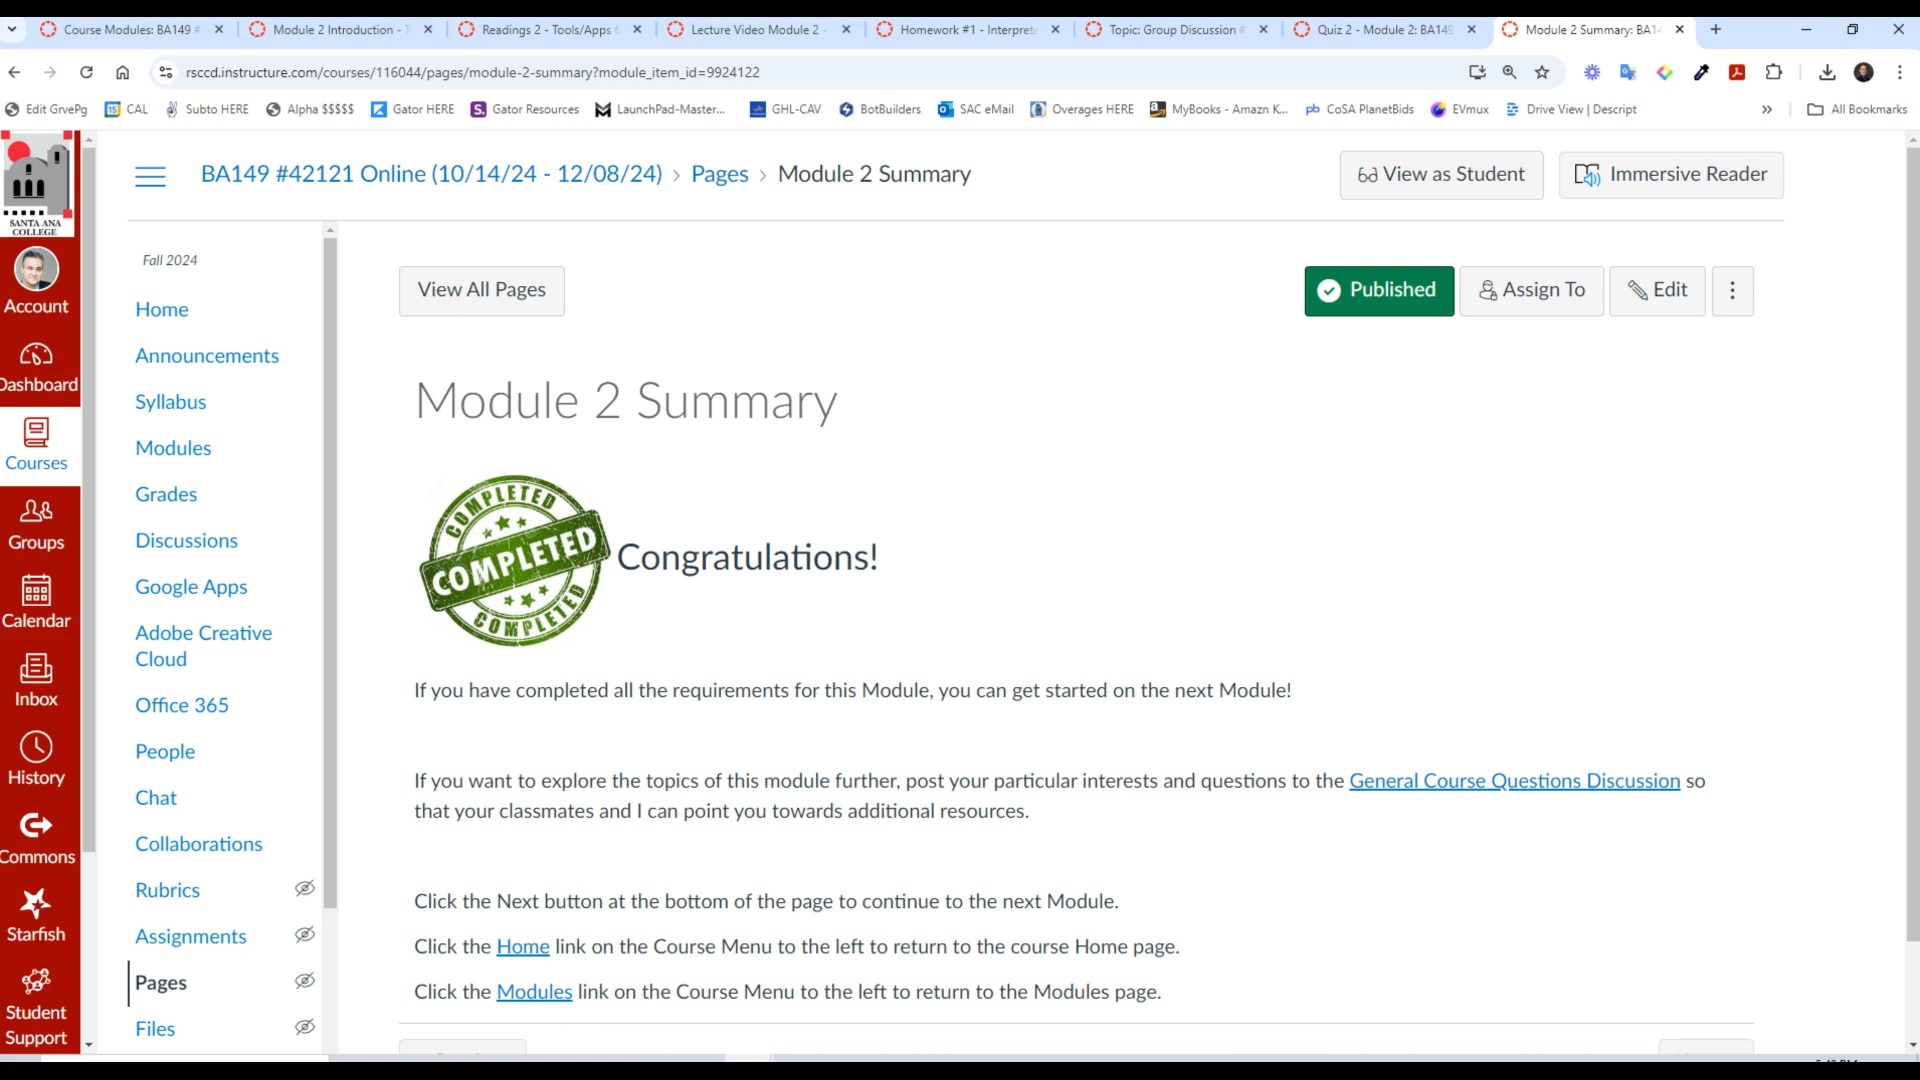 Course Modules: BA149 #
Module 2 Introduction - T
Readings 2 - Tools/Apps f
Lecture Video Module 2 -
Homework #1 - Interpreti
Topic: Group Discussion #
Quiz 2 - Module 2: BA149
Module 2 Summary: BA14
rsccd.instructure.com/courses/116044/pages/module-2-summary?module_item_id=9924122
Edit GrvePg
CAL
Subto HERE
Alpha $$$$$
Gator HERE
Gator Resources
LaunchPad-Master...
GHL-CAV
BotBuilders
SAC eMail
Overages HERE
MyBooks - Amazn K...
CoSA PlanetBids
EVmux
Drive View | Descript
All Bookmarks
SANTA ANA
COLLEGE
Account
Dashboard
Courses
Groups
Calendar
Inbox
History
Commons
Starfish
Student
Support
BA149 #42121 Online (10/14/24 - 12/08/24) > Pages > Module 2 Summary
View as Student
Immersive Reader
Fall 2024
Home
Announcements
Syllabus
Modules
Grades
Discussions
Google Apps
Adobe Creative
Cloud
Office 365
People
Chat
Collaborations
Rubrics
Assignments
Pages
Files
View All Pages
Published
Assign To
Edit
Module 2 Summary
COMPLETED
COMPLETED
COMPLETED
Congratulations!
If you have completed all the requirements for this Module, you can get started on the next Module!
If you want to explore the topics of this module further, post your particular interests and questions to the General Course Questions Discussion so
that your classmates and I can point you towards additional resources.
Click the Next button at the bottom of the page to continue to the next Module.
Click the Home link on the Course Menu to the left to return to the course Home page.
Click the Modules link on the Course Menu to the left to return to the Modules page.